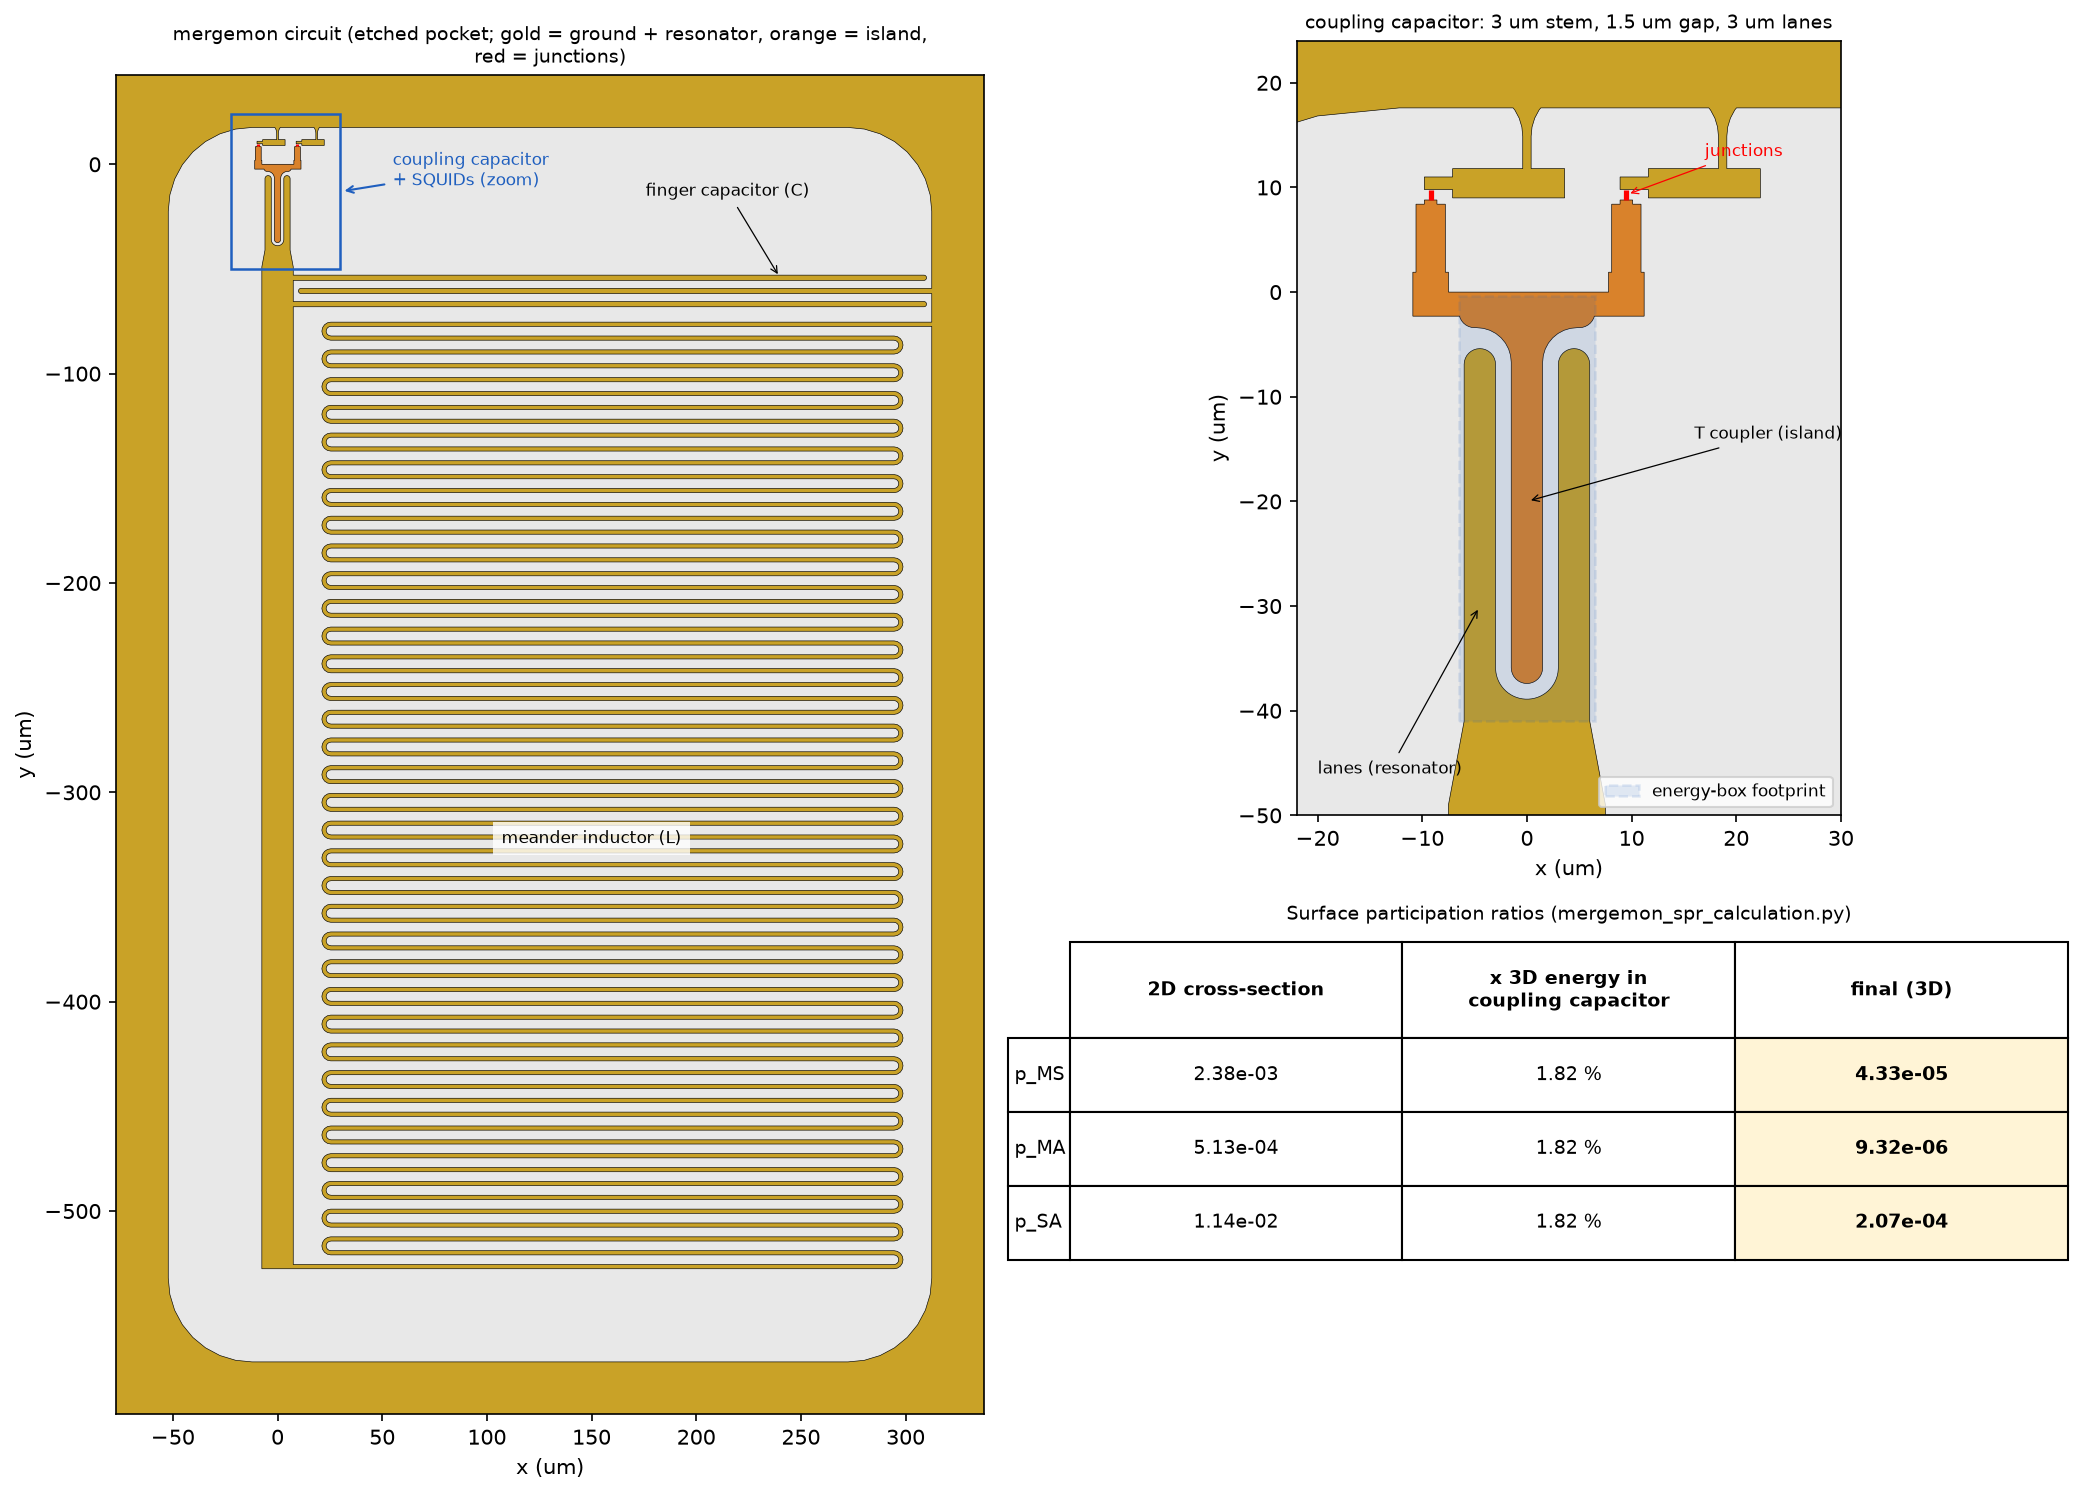 mergemon circuit (etched pocket; gold = ground + resonator, orange = island,
red = junctions)
coupling capacitor
+ SQUIDs (zoom)
finger capacitor (C)
meander inductor (L)
0
−100
−200
−300
−400
−500
y (um)
−50
0
50
100
150
200
250
300
x (um)
coupling capacitor: 3 um stem, 1.5 um gap, 3 um lanes
junctions
T coupler (island)
lanes (resonator)
energy-box footprint
20
10
0
−10
−20
−30
−40
−50
y (um)
−20
−10
0
10
20
30
x (um)
Surface participation ratios (mergemon_spr_calculation.py)
2D cross-section
x 3D energy in
coupling capacitor
final (3D)
p_MS 2.38e-03 1.82 % 4.33e-05
p_MA 5.13e-04 1.82 % 9.32e-06
p_SA 1.14e-02 1.82 % 2.07e-04